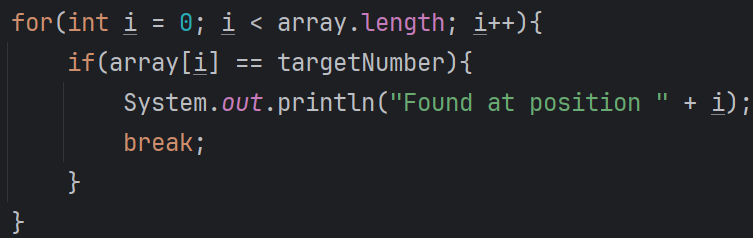 for(int i = 0; i < array.length; i++){
    if(array[i] == targetNumber){
        System.out.println("Found at position " + i);
        break;
    }
}